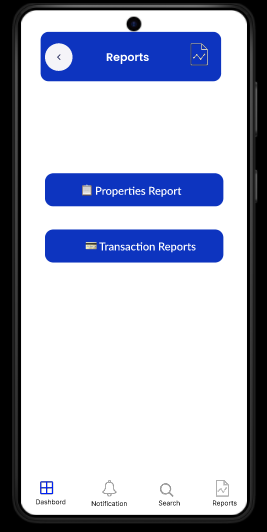 Reports
Properties Report
Transaction Reports
Dashbord
Notification
Search
Reports